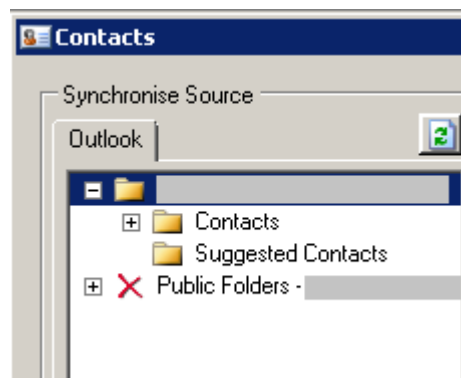 Contacts
Synchronise Source
Outlook
Contacts
Suggested Contacts
Public Folders -